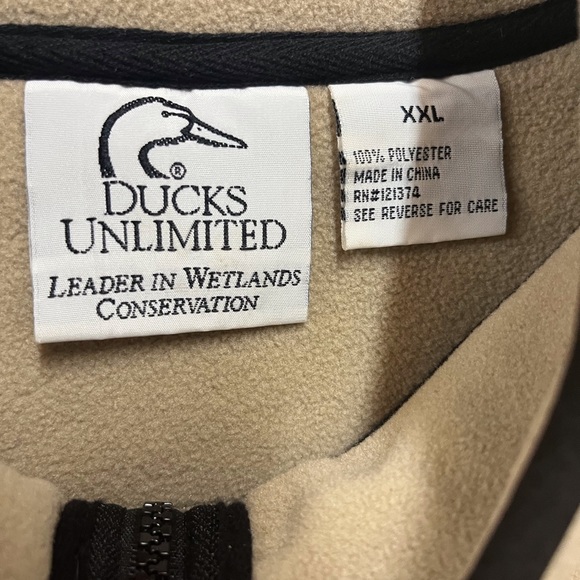 ®
DUCKS
UNLIMITED
LEADER IN WETLANDS
CONSERVATION
XXL
100% POLYESTER
MADE IN CHINA
RN#121374
SEE REVERSE FOR CARE